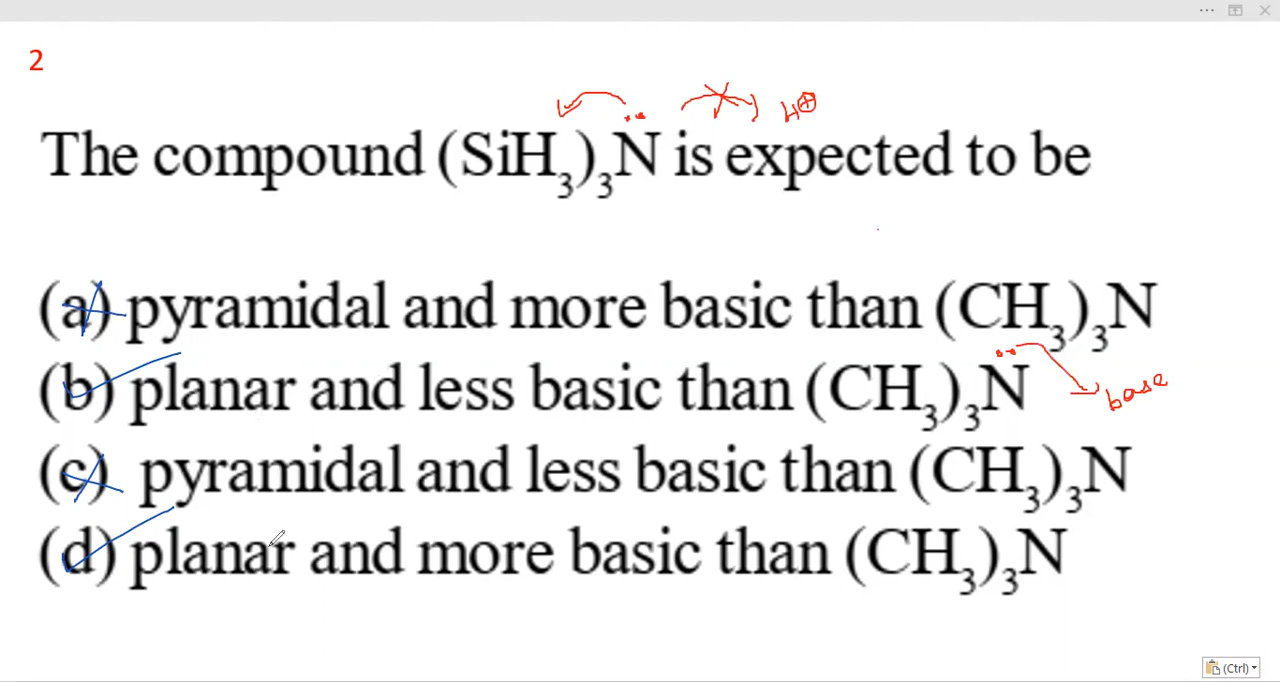 2
H⊕
The compound (SiH₃)₃N̈ is expected to be
(a) pyramidal and more basic than (CH₃)₃N
(b) planar and less basic than (CH₃)₃N̈
base
(c) pyramidal and less basic than (CH₃)₃N
(d) planar and more basic than (CH₃)₃N
(Ctrl)